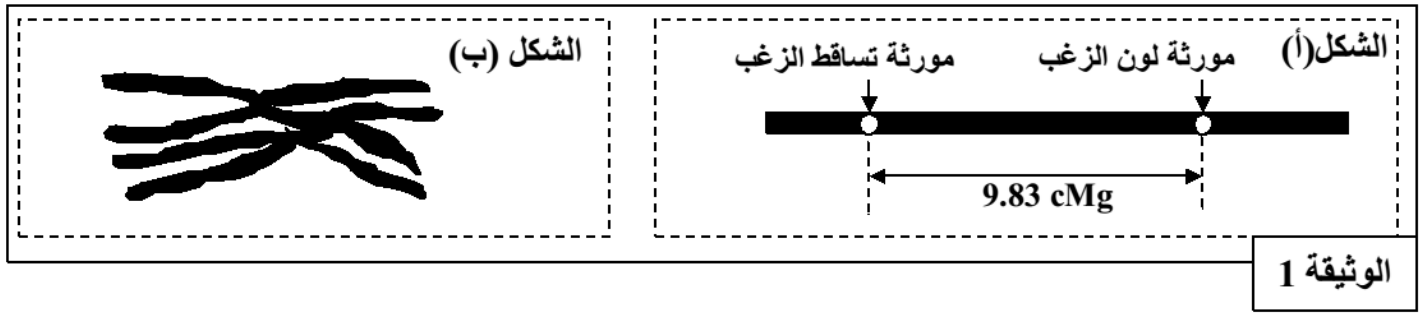 الشكل(أ)
مورثة لون الزغب
مورثة تساقط الزغب
9.83 cMg
الشكل (ب)
الوثيقة 1